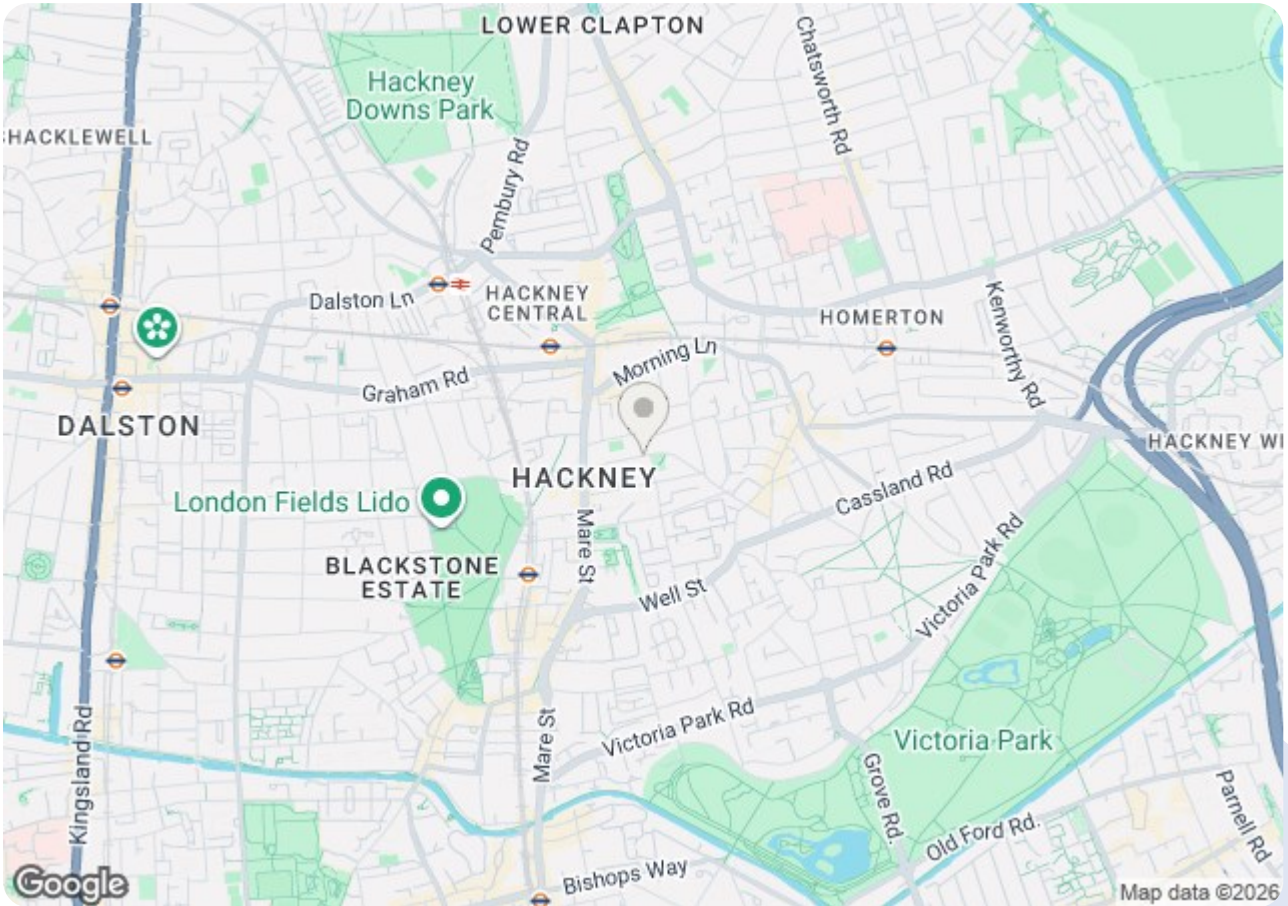 LOWER CLAPTON
Hackney
Downs Park
Chatsworth Rd
HACKLEWELL
Pembury Rd
Dalston Ln
HACKNEY
CENTRAL
HOMERTON
Kenworthy Rd
Morning Ln
Graham Rd
DALSTON
HACKNEY WI
HACKNEY
Cassland Rd
London Fields Lido
Mare St
BLACKSTONE
ESTATE
Victoria Park Rd
Well St
Kingsland Rd
Mare St
Victoria Park Rd
Victoria Park
Grove Rd.
Parnell Rd
Old Ford Rd.
Bishops Way
Google
Map data ©2026